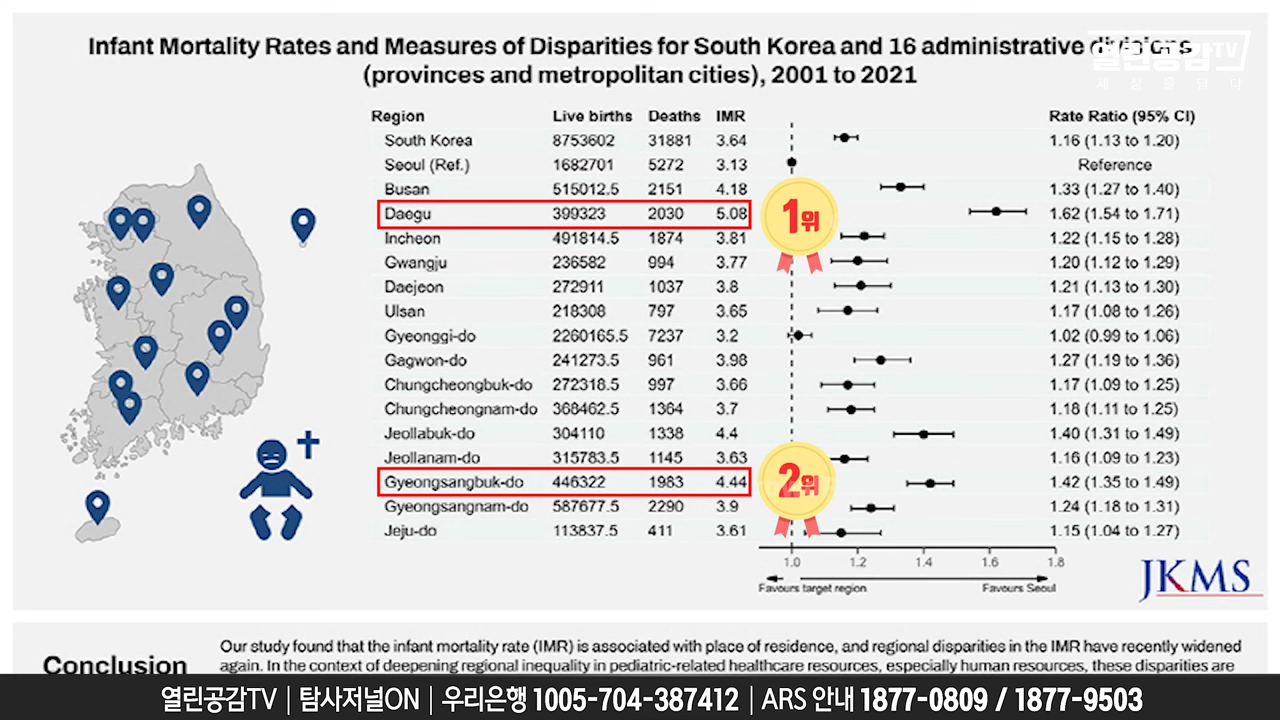 Infant Mortality Rates and Measures of Disparities for South Korea and 16 administrative divisions
(provinces and metropolitan cities), 2001 to 2021
열린공감TV
세상을 담다
Region Live births Deaths IMR Rate Ratio (95% CI)
South Korea 8753602 31881 3.64 1.16 (1.13 to 1.20)
Seoul (Ref.) 1682701 5272 3.13 Reference
Busan 515012.5 2151 4.18 1.33 (1.27 to 1.40)
Daegu 399323 2030 5.08 1위 1.62 (1.54 to 1.71)
Incheon 491814.5 1874 3.81 1.22 (1.15 to 1.28)
Gwangju 236582 994 3.77 1.20 (1.12 to 1.29)
Daejeon 272911 1037 3.8 1.21 (1.13 to 1.30)
Ulsan 218308 797 3.65 1.17 (1.08 to 1.26)
Gyeonggi-do 2260165.5 7237 3.2 1.02 (0.99 to 1.06)
Gagwon-do 241273.5 961 3.98 1.27 (1.19 to 1.36)
Chungcheongbuk-do 272318.5 997 3.66 1.17 (1.09 to 1.25)
Chungcheongnam-do 368462.5 1364 3.7 1.18 (1.11 to 1.25)
Jeollabuk-do 304110 1338 4.4 1.40 (1.31 to 1.49)
Jeollanam-do 315783.5 1145 3.63 1.16 (1.09 to 1.23)
Gyeongsangbuk-do 446322 1983 4.44 2위 1.42 (1.35 to 1.49)
Gyeongsangnam-do 587677.5 2290 3.9 1.24 (1.18 to 1.31)
Jeju-do 113837.5 411 3.61 1.15 (1.04 to 1.27)
1.0 1.2 1.4 1.6 1.8
Favours target region Favours Seoul
JKMS
Conclusion
Our study found that the infant mortality rate (IMR) is associated with place of residence, and regional disparities in the IMR have recently widened
again. In the context of deepening regional inequality in pediatric-related healthcare resources, especially human resources, these disparities are
열린공감TV | 탐사저널ON | 우리은행 1005-704-387412 | ARS 안내 1877-0809 / 1877-9503